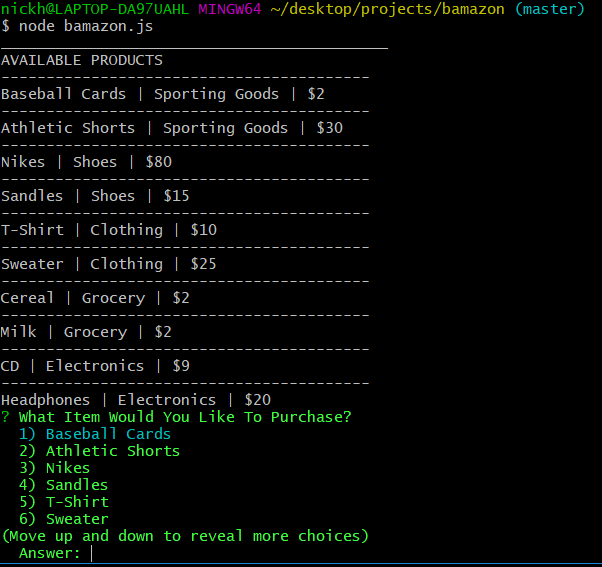 nickh@LAPTOP-DA97UAHL MINGW64 ~/desktop/projects/bamazon (master)
$ node bamazon.js
___________________________________________
AVAILABLE PRODUCTS
-----------------------------------------
Baseball Cards | Sporting Goods | $2
-----------------------------------------
Athletic Shorts | Sporting Goods | $30
-----------------------------------------
Nikes | Shoes | $80
-----------------------------------------
Sandles | Shoes | $15
-----------------------------------------
T-Shirt | Clothing | $10
-----------------------------------------
Sweater | Clothing | $25
-----------------------------------------
Cereal | Grocery | $2
-----------------------------------------
Milk | Grocery | $2
-----------------------------------------
CD | Electronics | $9
-----------------------------------------
Headphones | Electronics | $20
? What Item Would You Like To Purchase?
1) Baseball Cards
2) Athletic Shorts
3) Nikes
4) Sandles
5) T-Shirt
6) Sweater
(Move up and down to reveal more choices)
Answer: